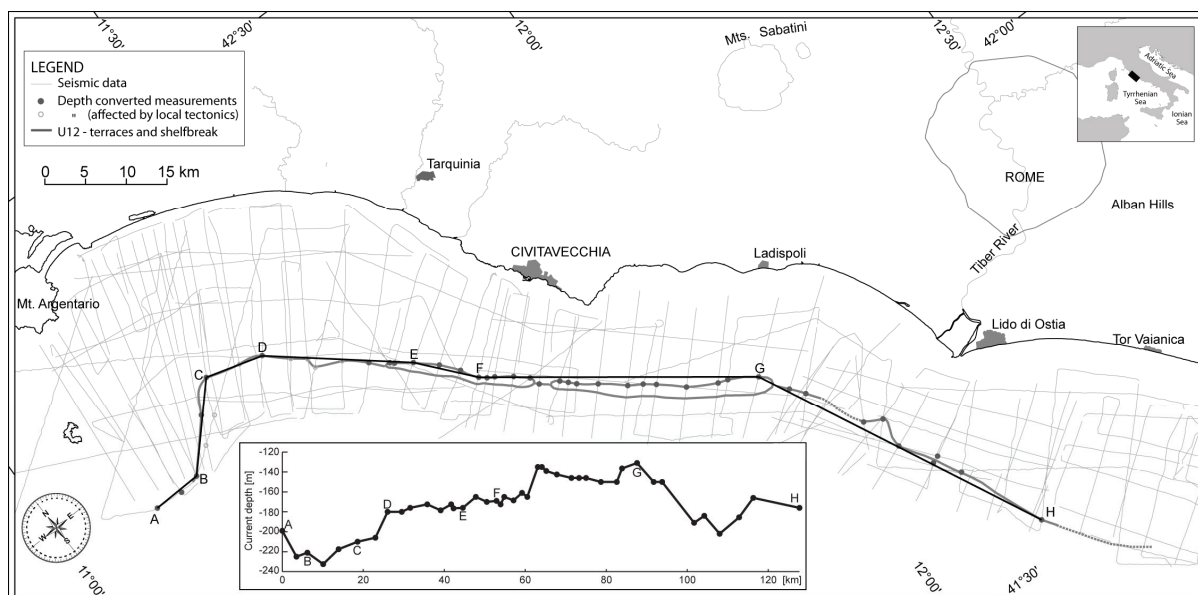 11°30'
42°30'
12°00'
12°30'
42°00'
LEGEND
Seismic data
Depth converted measurements
(affected by local tectonics)
U12 - terraces and shelfbreak
0 5 10 15 km
Mts. Sabatini
Adriatic Sea
Tyrrhenian
Sea
Ionian
Sea
Tarquinia
ROME
Alban Hills
Tiber River
CIVITAVECCHIA
Ladispoli
Mt. Argentario
Lido di Ostia
Tor Vaianica
A
B
C
D
E
F
G
H
N
E
S
W
Current depth [m]
-120
-140
-160
-180
-200
-220
-240
A
B
C
D
E
F
G
H
0 20 40 60 80 100 120 [km]
11°00'
12°00'
41°30'